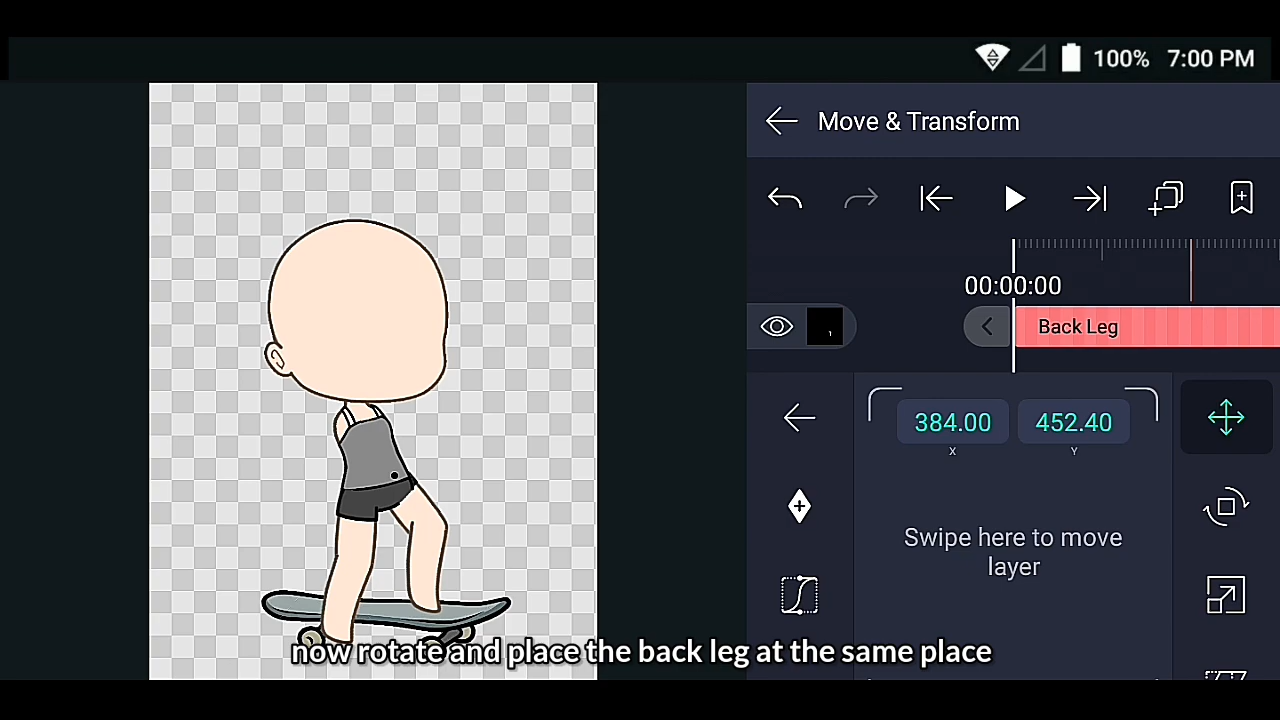 100% 7:00 PM
Move & Transform
00:00:00
Back Leg
384.00 452.40
X Y
Swipe here to move
layer
now rotate and place the back leg at the same place